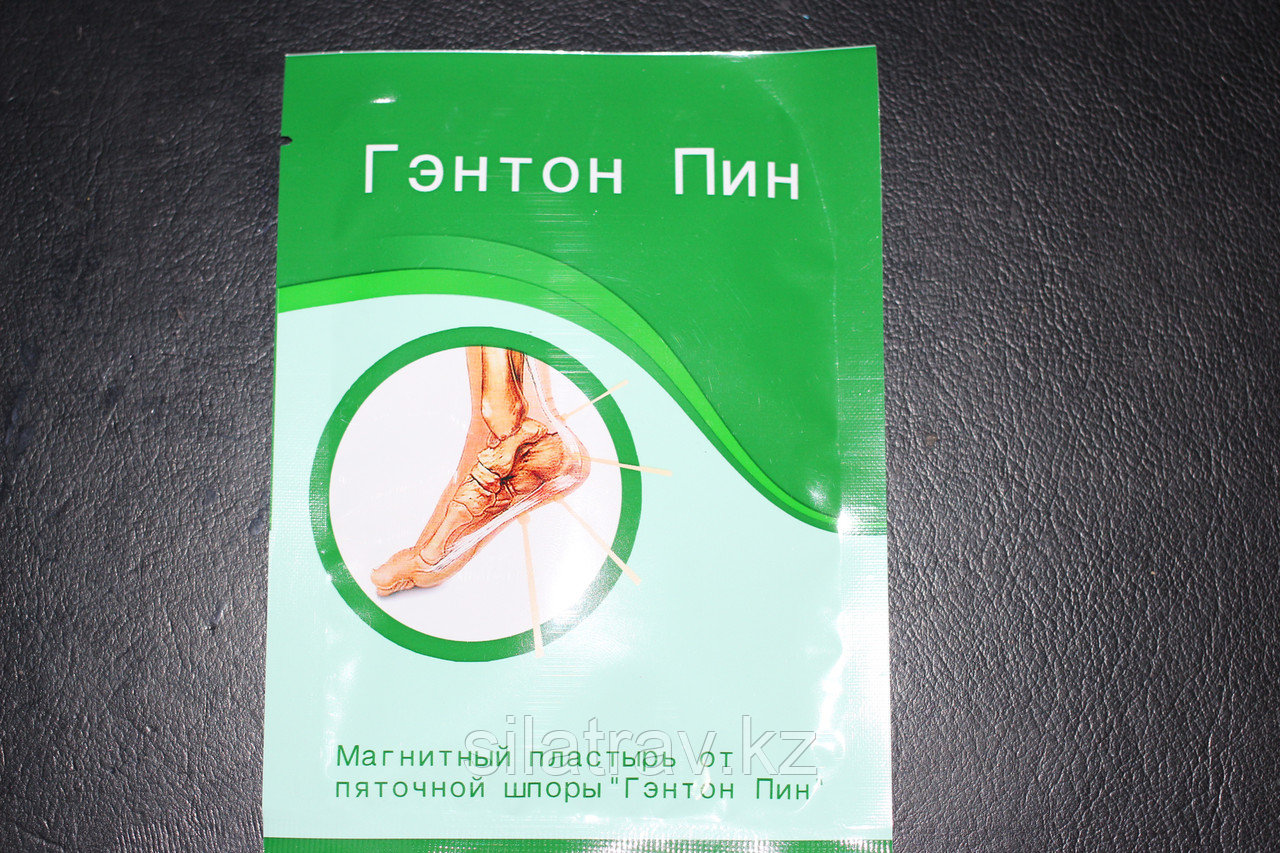 Гэнтон Пин
silatrav.kz
Магнитный пластырь от
пяточной шпоры "Гэнтон Пин"